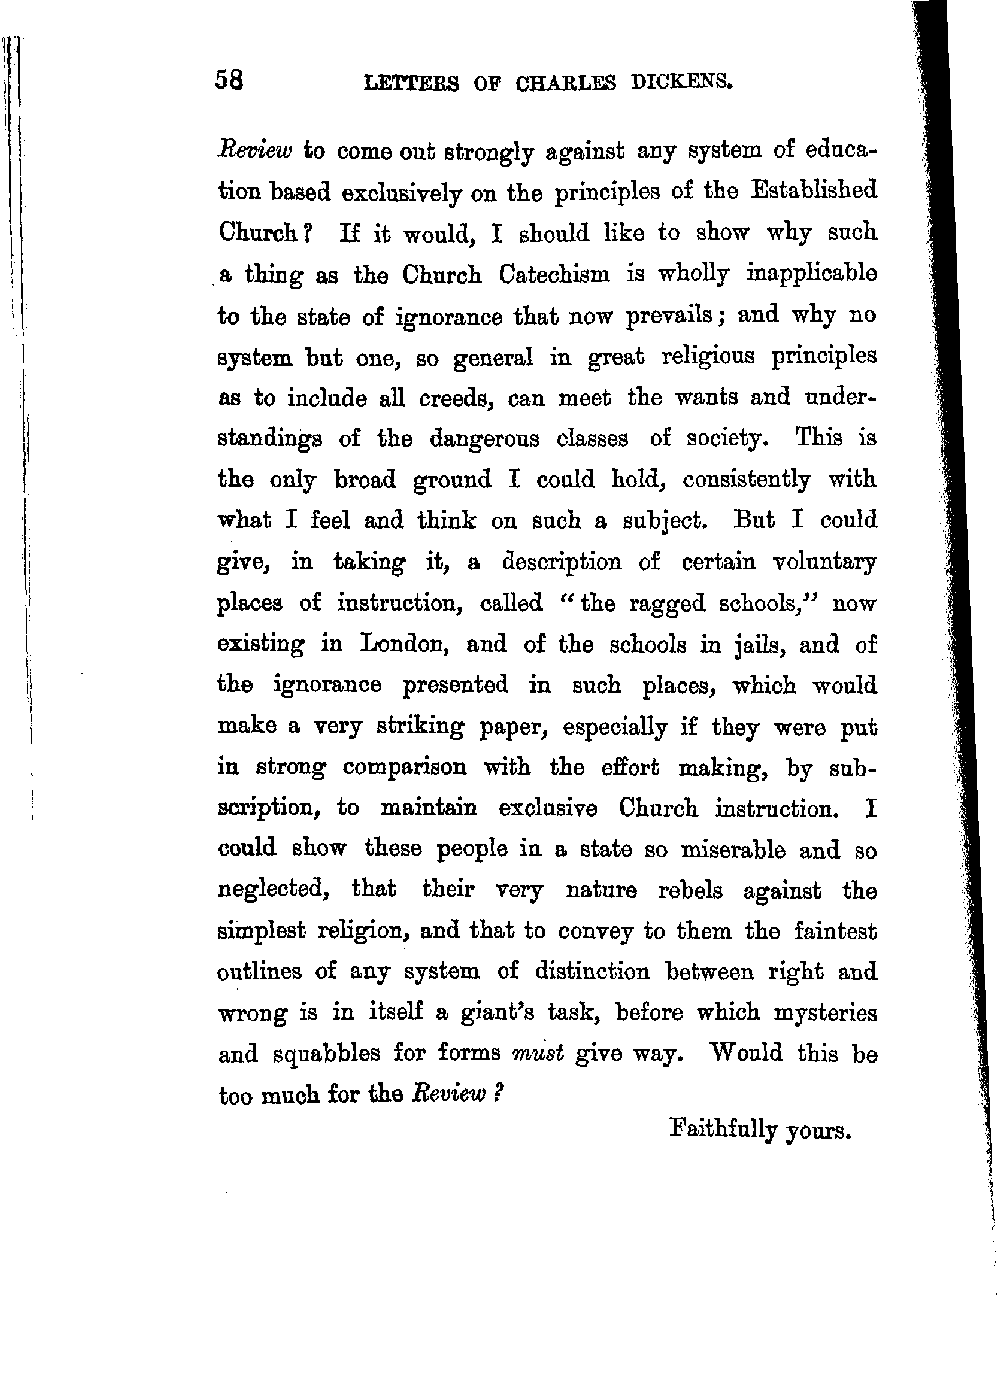 58 LETTERS OF CHARLES DICKENS.
Review to come out strongly against any system of educa-
tion based exclusively on the principles of the Established
Church? If it would, I should like to show why such
a thing as the Church Catechism is wholly inapplicable
to the state of ignorance that now prevails; and why no
system but one, so general in great religious principles
as to include all creeds, can meet the wants and under-
standings of the dangerous classes of society. This is
the only broad ground I could hold, consistently with
what I feel and think on such a subject. But I could
give, in taking it, a description of certain voluntary
places of instruction, called “the ragged schools,” now
existing in London, and of the schools in jails, and of
the ignorance presented in such places, which would
make a very striking paper, especially if they were put
in strong comparison with the effort making, by sub-
scription, to maintain exclusive Church instruction. I
could show these people in a state so miserable and so
neglected, that their very nature rebels against the
simplest religion, and that to convey to them the faintest
outlines of any system of distinction between right and
wrong is in itself a giant’s task, before which mysteries
and squabbles for forms must give way. Would this be
too much for the Review?
Faithfully yours.